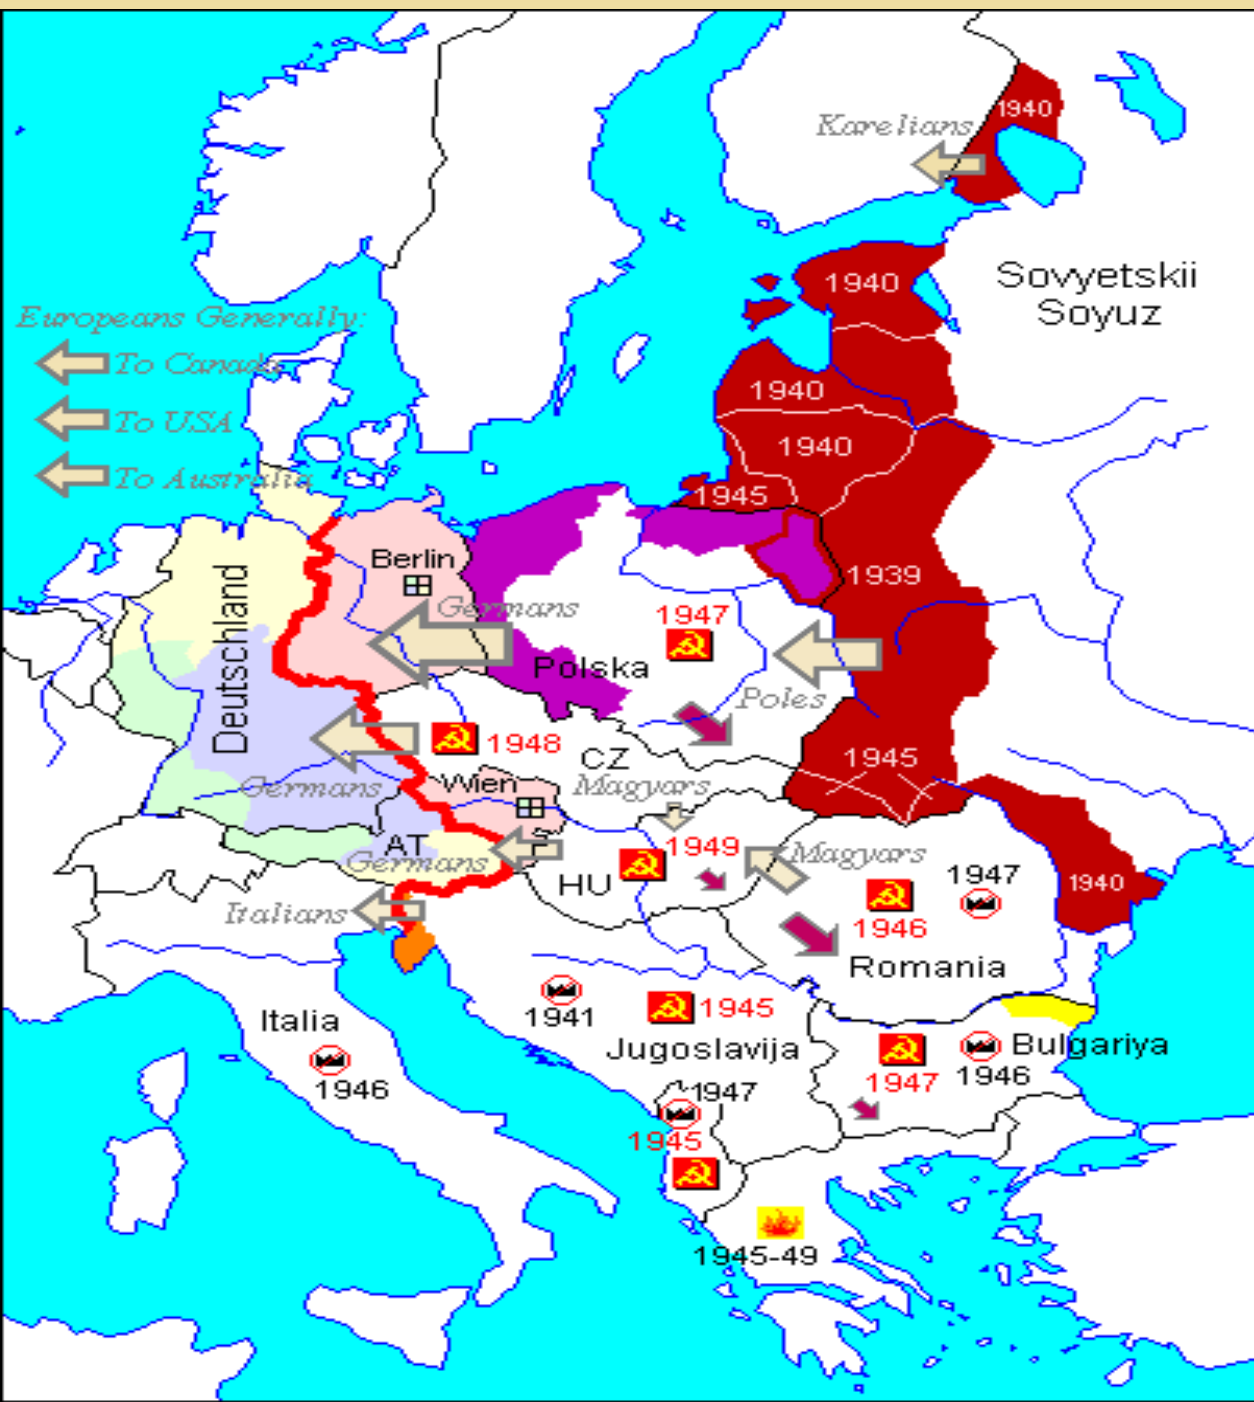 1940
Karelians
Sovyetskii
Soyuz
1940
Europeans Generally:
To Canada
To USA
To Australia
1940
1940
1945
Berlin
1939
Germans
1947
Deutschland
Polska
Poles
1948
CZ
1945
Germans
Wien
Magyars
AT
Germans
1949
Magyars
HU
1947
1940
Italians
1946
Romania
1941
1945
Italia
Jugoslavija
Bulgariya
1946
1947
1946
1947
1945
1945-49